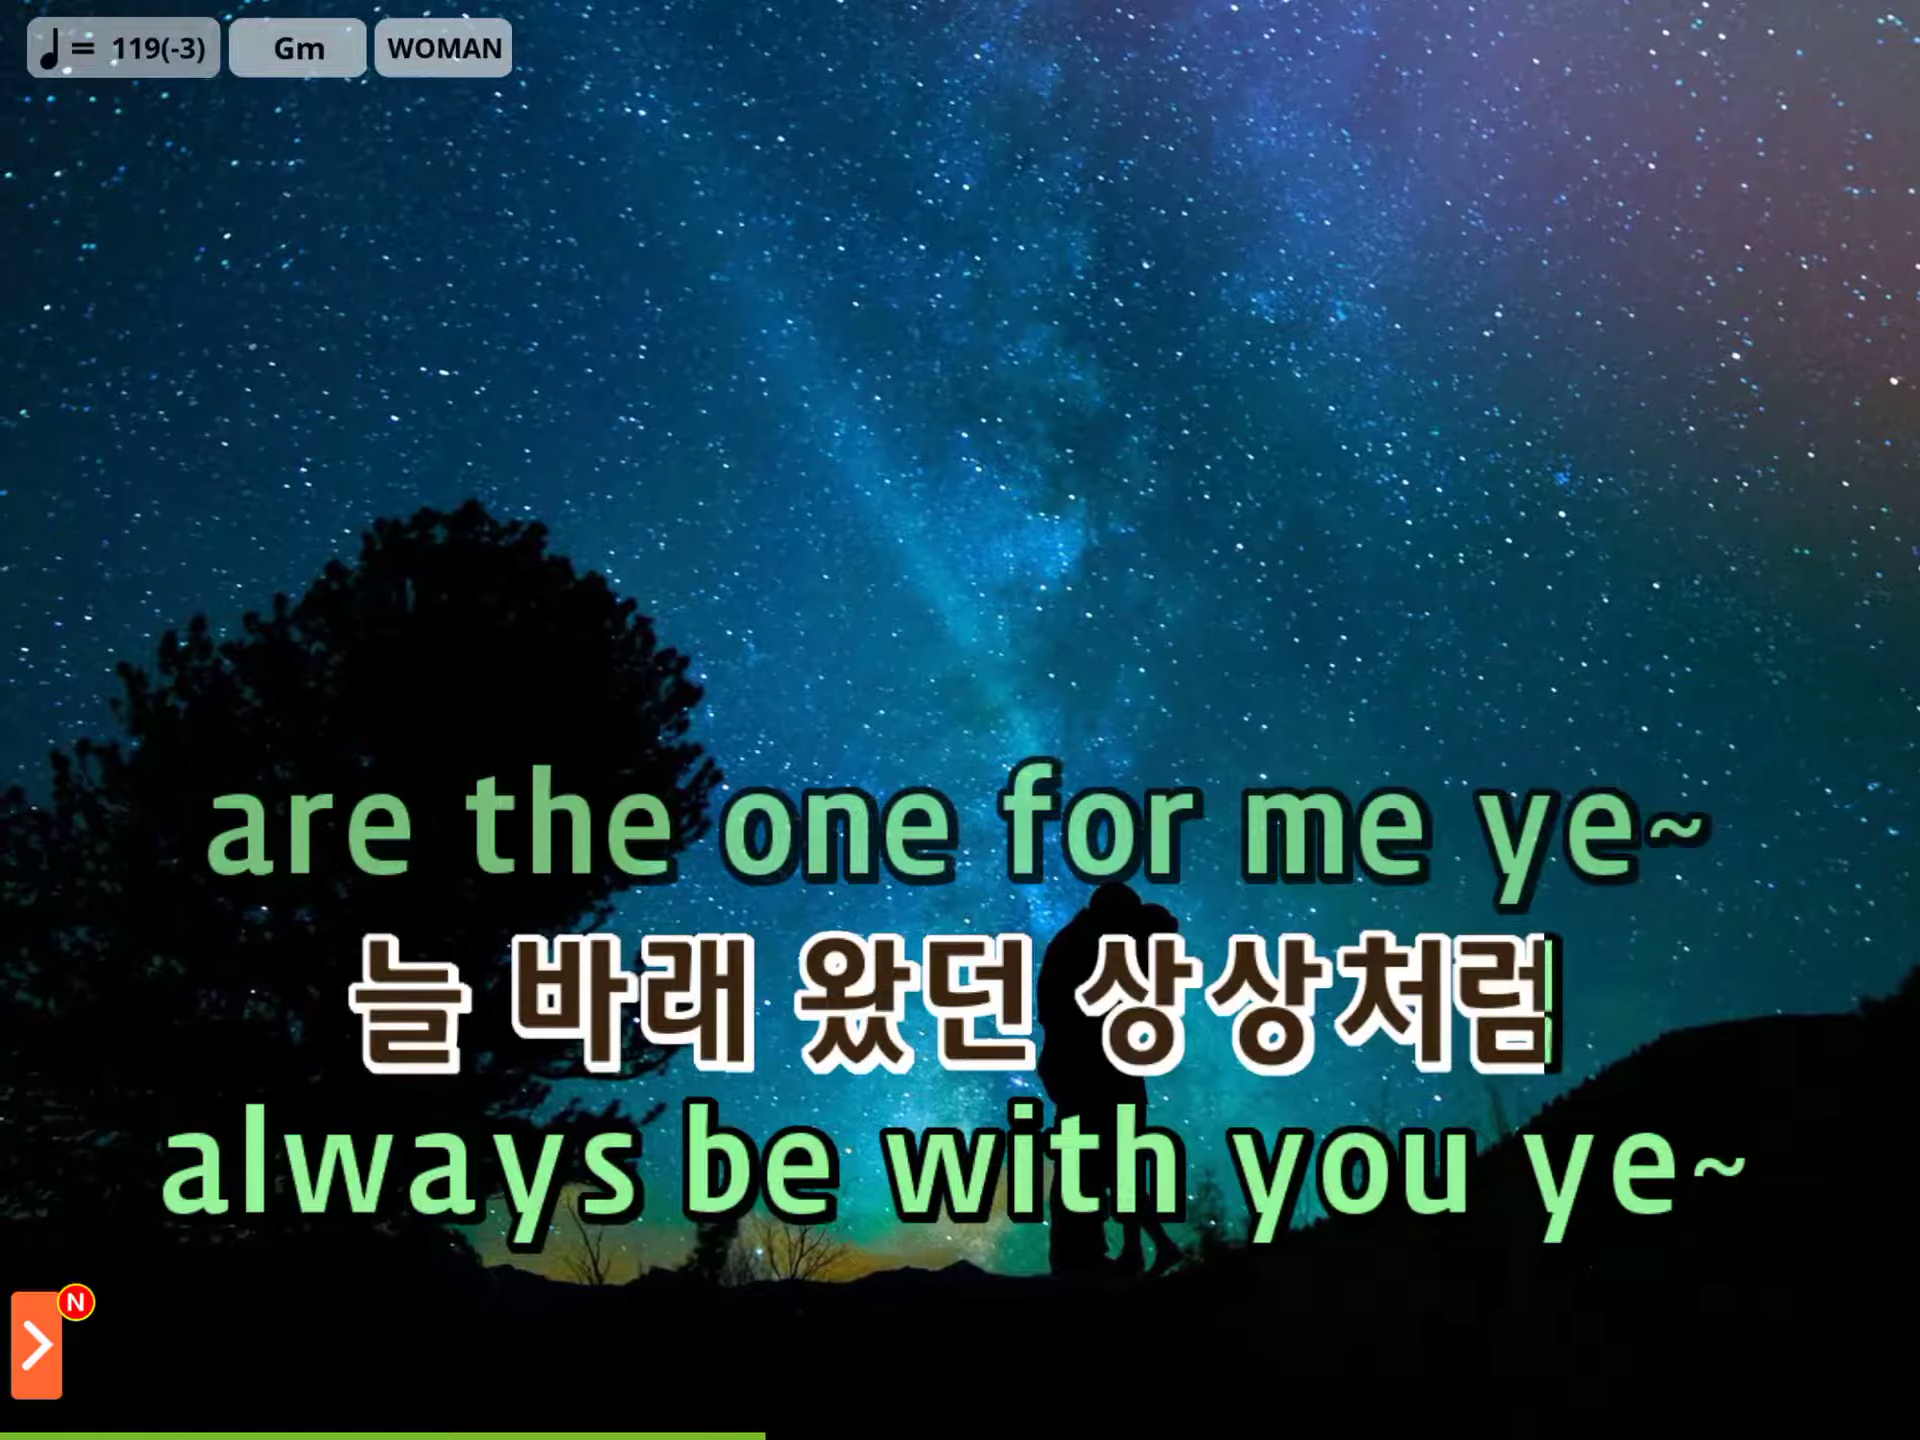 ♩= 119(-3) Gm WOMAN
are the one for me ye~
늘 바래 왔던 상상처럼
always be with you ye~
N